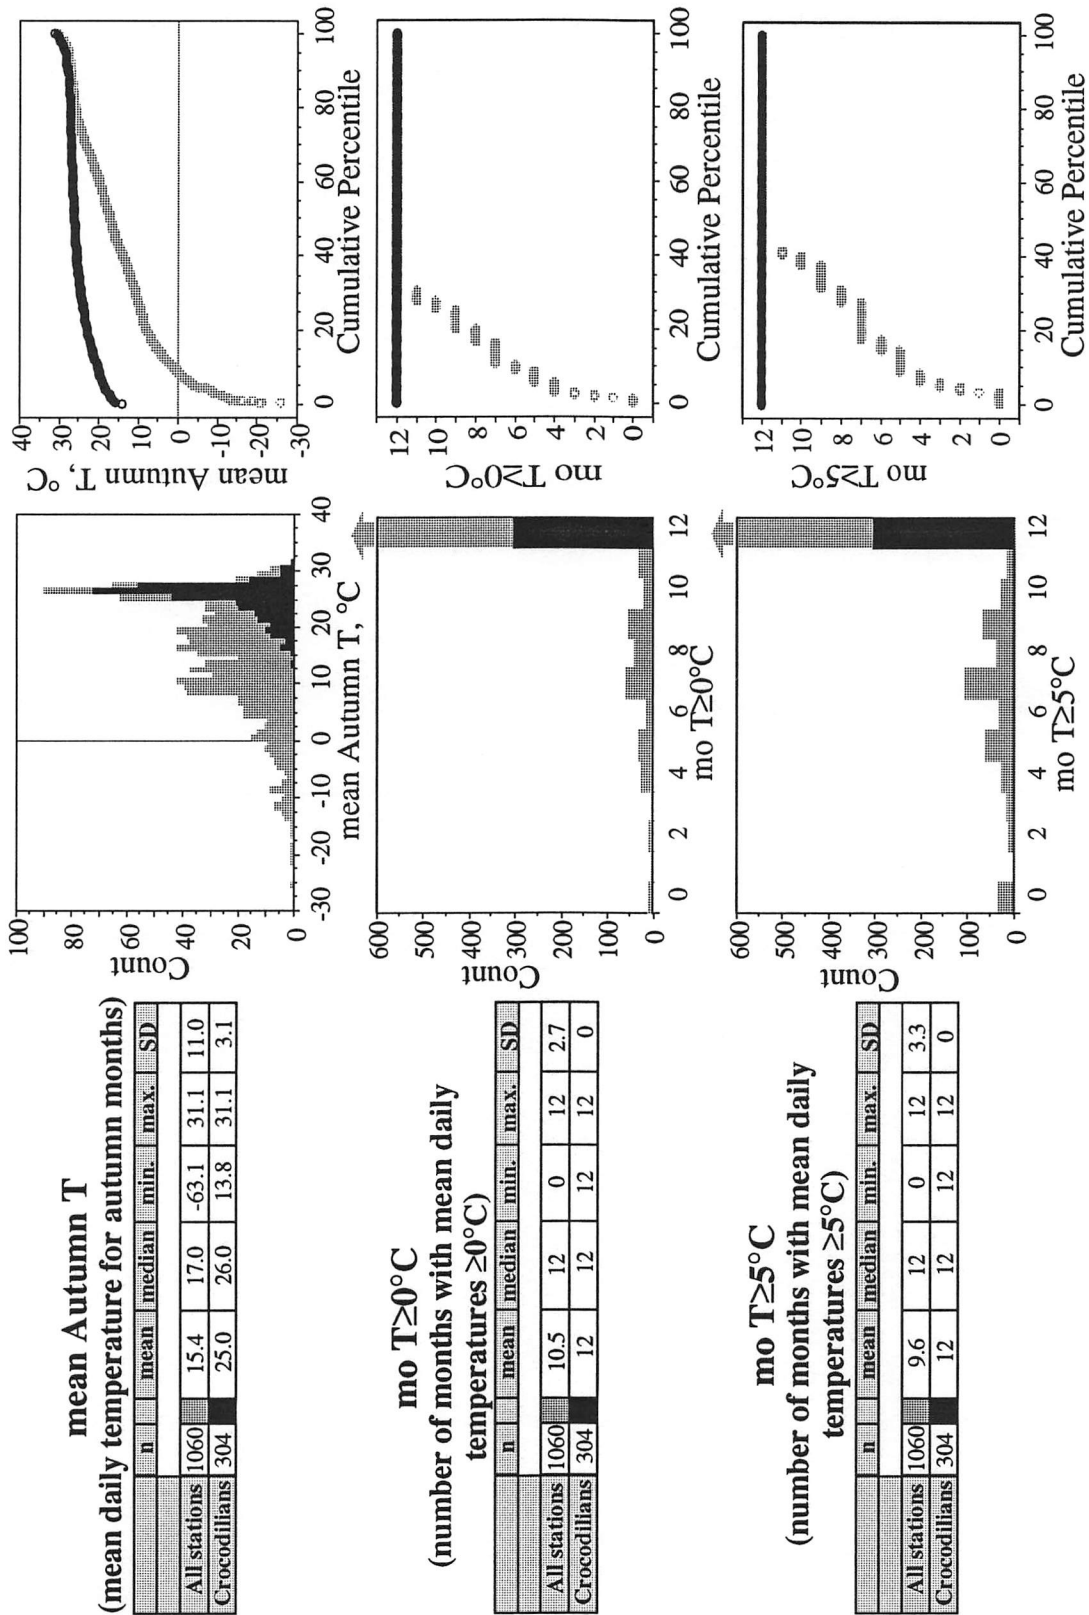 mean Autumn T
(mean daily temperature for autumn months)
n mean median min. max. SD
All stations 1060 15.4 17.0 -63.1 31.1 11.0
Crocodilians 304 25.0 26.0 13.8 31.1 3.1
Count
100
80
60
40
20
0
-30 -20 -10 0 10 20 30 40
mean Autumn T, °C
mean Autumn T, °C
40
30
20
10
0
-10
-20
-30
0 20 40 60 80 100
Cumulative Percentile
mo T≥0°C
(number of months with mean daily
temperatures ≥0°C)
n mean median min. max. SD
All stations 1060 10.5 12 0 12 2.7
Crocodilians 304 12 12 12 12 0
Count
600
500
400
300
200
100
0
0 2 4 6 8 10 12
mo T≥0°C
mo T≥0°C
12
10
8
6
4
2
0
0 20 40 60 80 100
Cumulative Percentile
mo T≥5°C
(number of months with mean daily
temperatures ≥5°C)
n mean median min. max. SD
All stations 1060 9.6 12 0 12 3.3
Crocodilians 304 12 12 12 12 0
Count
600
500
400
300
200
100
0
0 2 4 6 8 10 12
mo T≥5°C
mo T≥5°C
12
10
8
6
4
2
0
0 20 40 60 80 100
Cumulative Percentile